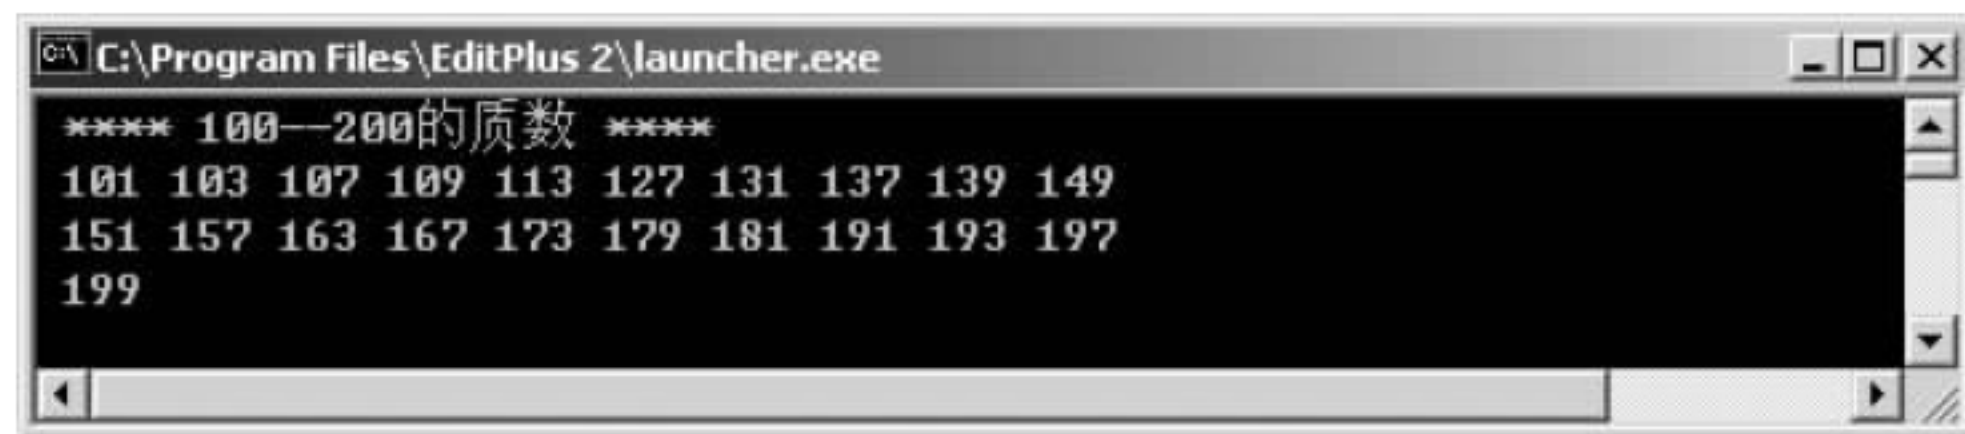 C:\Program Files\EditPlus 2\launcher.exe
**** 100--200的质数 ****
101 103 107 109 113 127 131 137 139 149
151 157 163 167 173 179 181 191 193 197
199